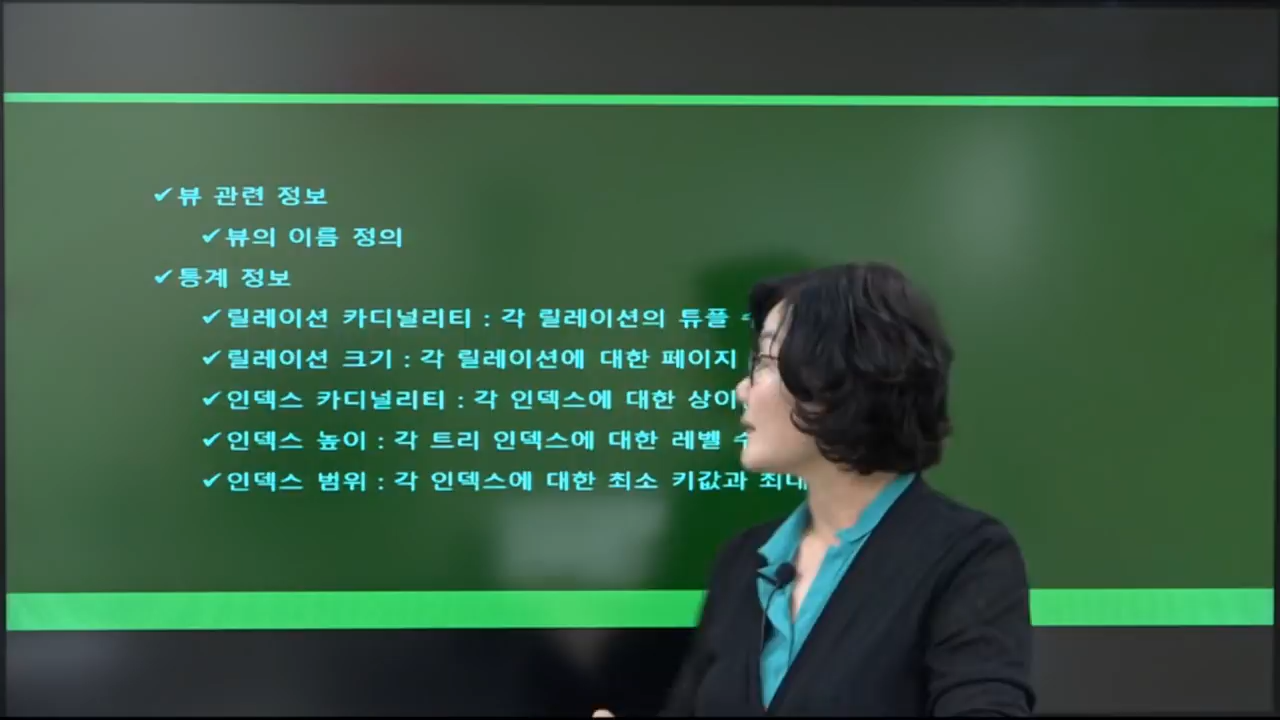 ✔뷰 관련 정보
✔뷰의 이름 정의
✔통계 정보
✔릴레이션 카디널리티 : 각 릴레이션의 튜플
✔릴레이션 크기 : 각 릴레이션에 대한 페이지
✔인덱스 카디널리티 : 각 인덱스에 대한 상이
✔인덱스 높이 : 각 트리 인덱스에 대한 레벨
✔인덱스 범위 : 각 인덱스에 대한 최소 키값과